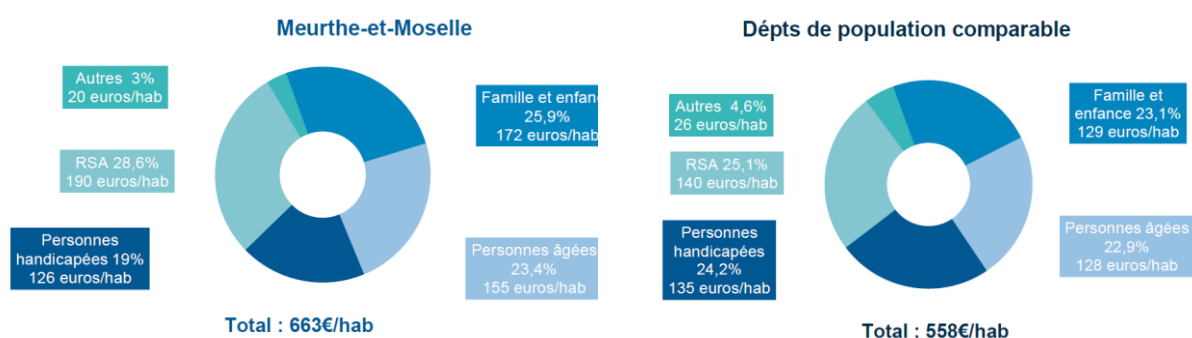 Meurthe-et-Moselle
Autres 3%
20 euros/hab
Famille et enfan
25,9%
172 euros/hab
RSA 28,6%
190 euros/hab
Personnes
handicapées 19%
126 euros/hab
Personnes âgées
23,4%
155 euros/hab
Total : 663€/hab
Dépts de population comparable
Autres 4,6%
26 euros/hab
Famille et
enfance 23,1%
129 euros/hab
RSA 25,1%
140 euros/hab
Personnes
handicapées
24,2%
135 euros/hab
Personnes âgées
22,9%
128 euros/hab
Total : 558€/hab